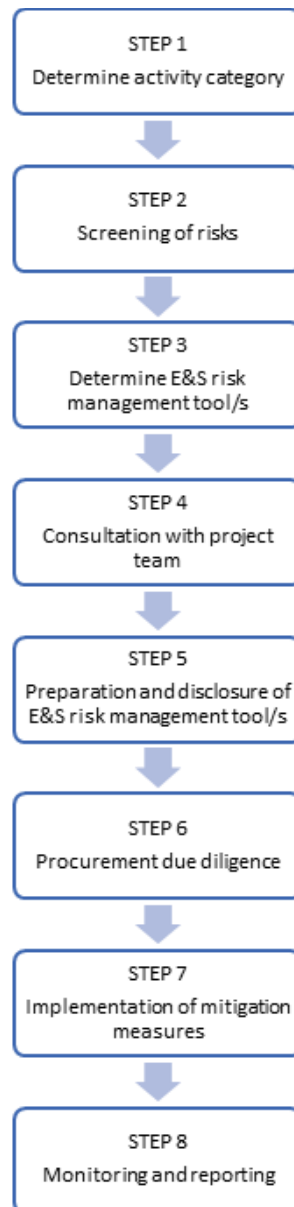 STEP 1
Determine activity category
STEP 2
Screening of risks
STEP 3
Determine E&S risk
management tool/s
STEP 4
Consultation with project
team
STEP 5
Preparation and disclosure of
E&S risk management tool/s
STEP 6
Procurement due diligence
STEP 7
Implementation of mitigation
measures
STEP 8
Monitoring and reporting